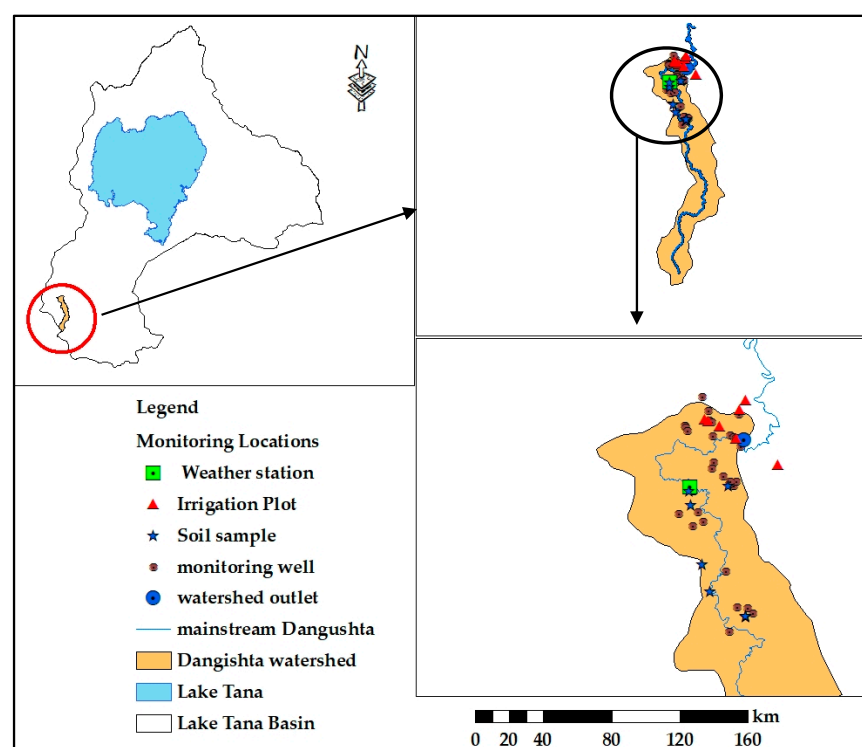 N
Legend
Monitoring Locations
Weather station
Irrigation Plot
Soil sample
monitoring well
watershed outlet
mainstream Dangushta
Dangishta watershed
Lake Tana
Lake Tana Basin
km
0 20 40 80 120 160